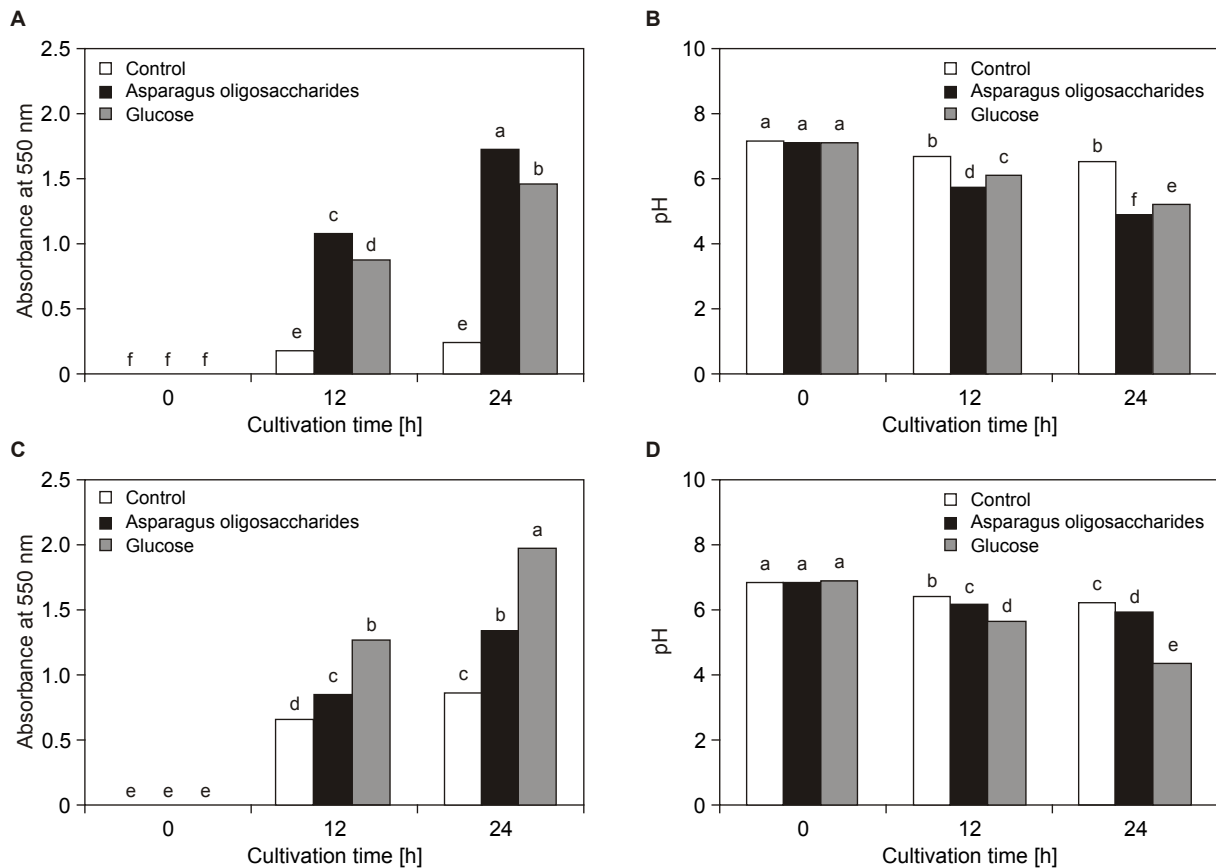 A
Absorbance at 550 nm
2.5
2.0
1.5
1.0
0.5
0
Control
Asparagus oligosaccharides
Glucose
f f f
e c d
e a b
0 12 24
Cultivation time [h]
B
pH
10
8
6
4
2
0
Control
Asparagus oligosaccharides
Glucose
a a a
b d c
b f e
0 12 24
Cultivation time [h]
C
Absorbance at 550 nm
2.5
2.0
1.5
1.0
0.5
0
Control
Asparagus oligosaccharides
Glucose
e e e
d c b
c b a
0 12 24
Cultivation time [h]
D
pH
10
8
6
4
2
0
Control
Asparagus oligosaccharides
Glucose
a a a
b c d
c d e
0 12 24
Cultivation time [h]